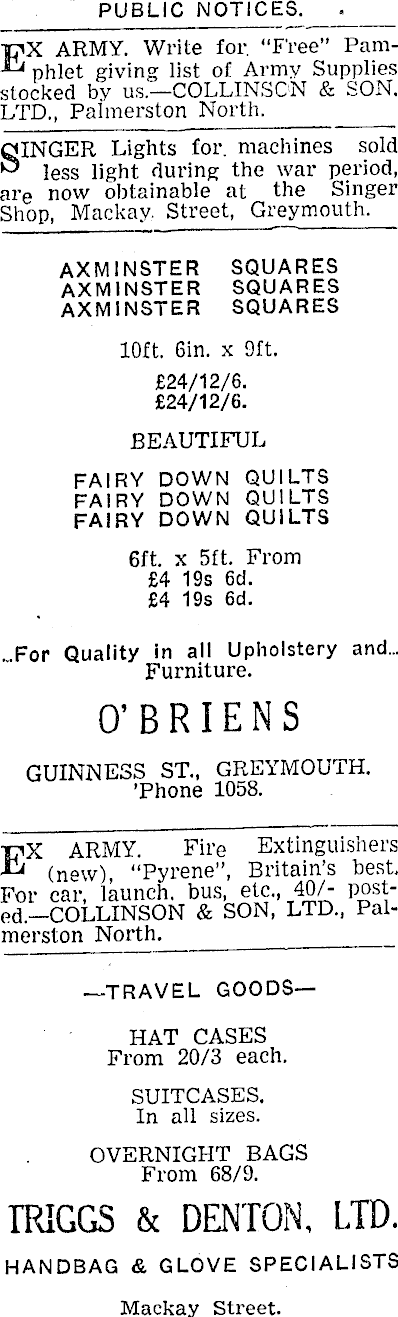 PUBLIC NOTICES.
EX ARMY. Write for. "Free" Pam-
phlet giving list of Army Supplies
stocked by us.—COLLINSON & SON.
LTD., Palmerston North.
SINGER Lights for. machines sold
less light during the war period,
are now obtainable at the Singer
Shop, Mackay. Street, Greymouth.
AXMINSTER SQUARES
AXMINSTER SQUARES
AXMINSTER SQUARES
10ft. 6in. x 9ft.
£24/12/6.
£24/12/6.
BEAUTIFUL
FAIRY DOWN QUILTS
FAIRY DOWN QUILTS
FAIRY DOWN QUILTS
6ft. x 5ft. From
£4 19s 6d.
£4 19s 6d.
...For Quality in all Upholstery and...
Furniture.
O'BRIENS
GUINNESS ST., GREYMOUTH.
'Phone 1058.
EX ARMY. Fire Extinguishers
(new), "Pyrene", Britain's best.
For car, launch. bus, etc., 40/- post-
ed.—COLLINSON & SON, LTD., Pal-
merston North.
—TRAVEL GOODS—
HAT CASES
From 20/3 each.
SUITCASES.
In all sizes.
OVERNIGHT BAGS
From 68/9.
TRIGGS & DENTON, LTD.
HANDBAG & GLOVE SPECIALISTS
Mackay Street.